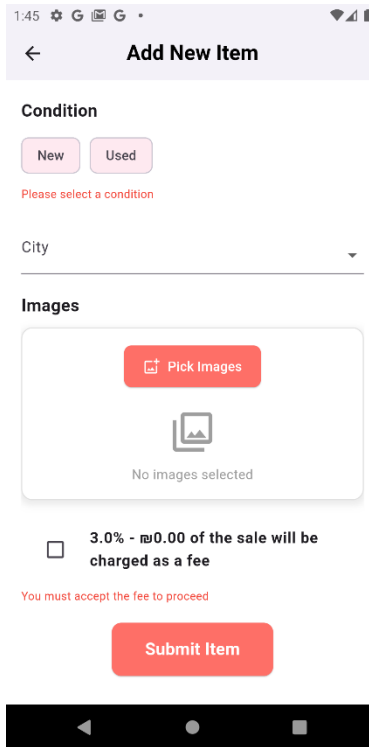 1:45 G G
Add New Item
Condition
New Used
Please select a condition
City
Images
Pick Images
No images selected
3.0% - ₪0.00 of the sale will be
charged as a fee
You must accept the fee to proceed
Submit Item